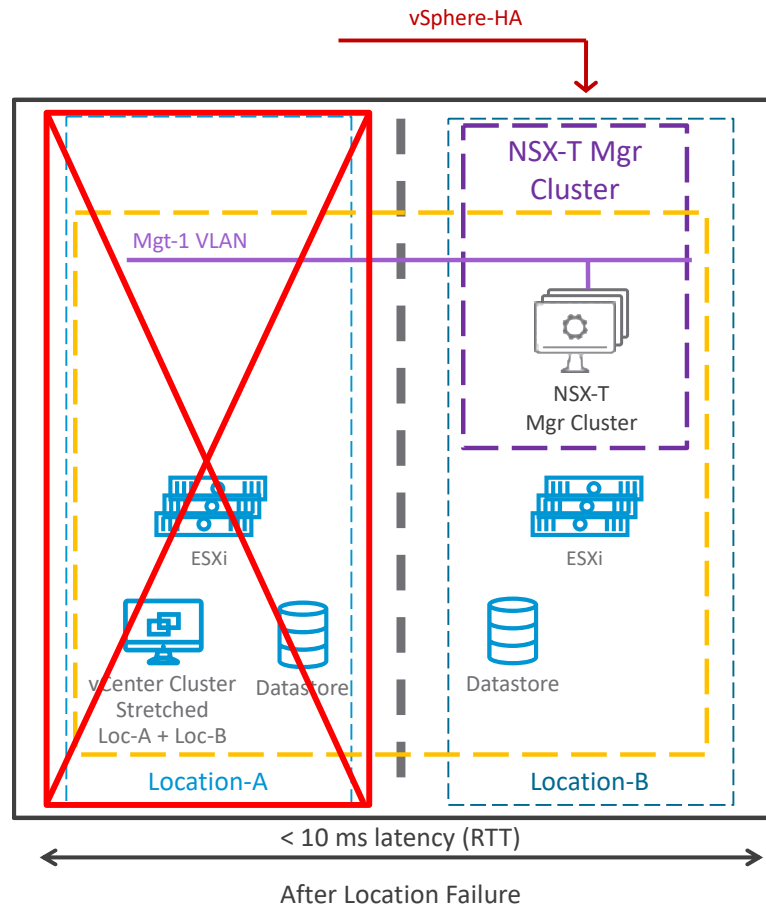 vSphere-HA
NSX-T Mgr
Cluster
Mgt-1 VLAN
NSX-T
Mgr Cluster
ESXi
ESXi
vCenter Cluster
Stretched
Loc-A + Loc-B
Datastore
Datastore
Location-A
Location-B
< 10 ms latency (RTT)
After Location Failure